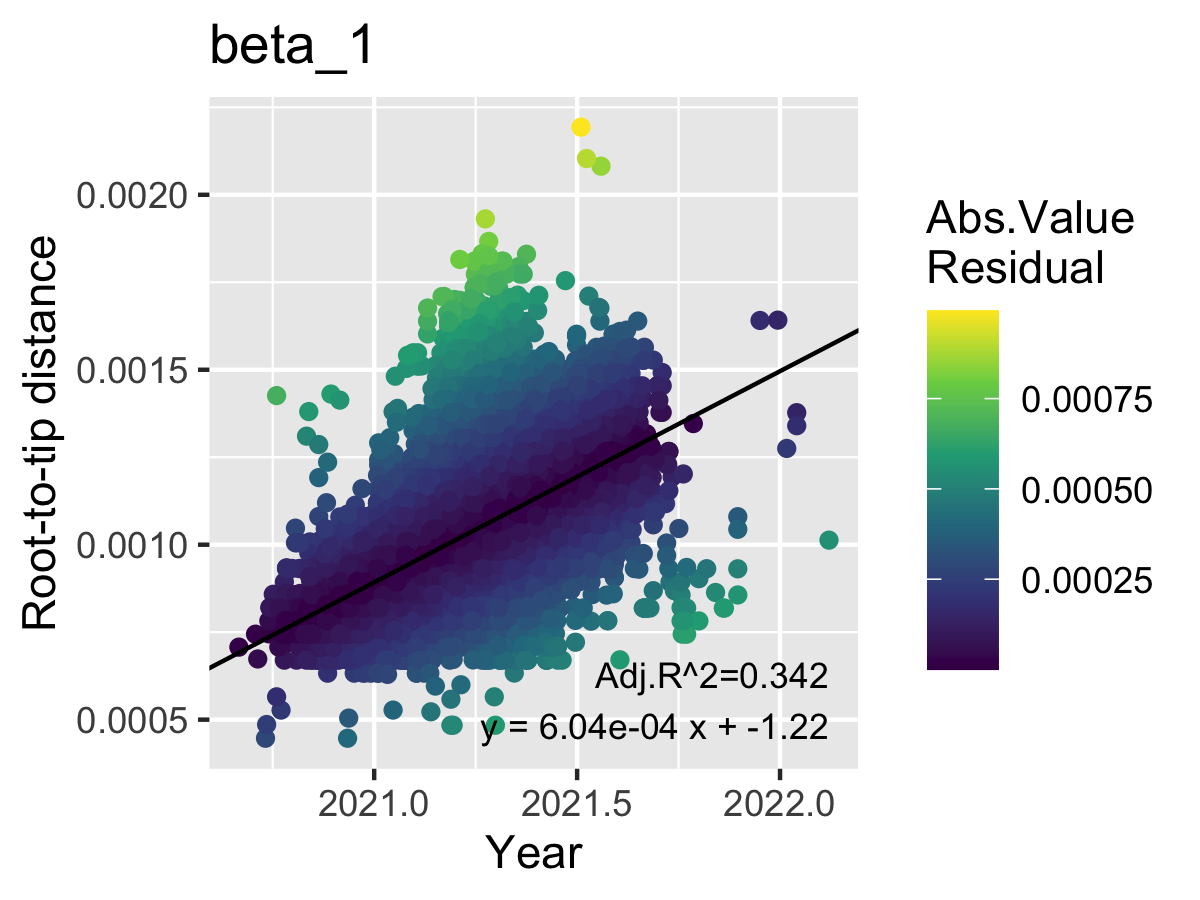 beta_1
Root-to-tip distance
0.0020
0.0015
0.0010
0.0005
Adj.R^2=0.342
y = 6.04e-04 x + -1.22
2021.0
2021.5
2022.0
Year
Abs.Value
Residual
0.00075
0.00050
0.00025